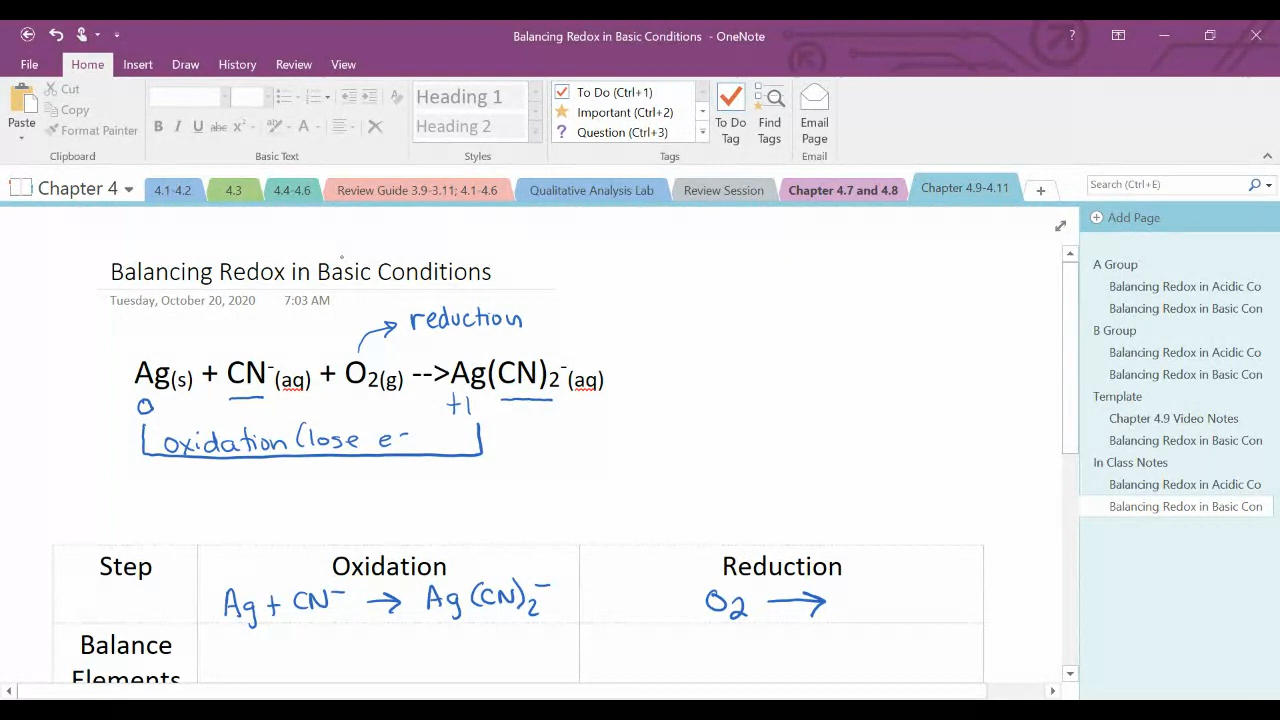 Balancing Redox in Basic Conditions - OneNote
?
File Home Insert Draw History Review View
Paste
Cut
Copy
Format Painter
Clipboard
B I U abc x² A
Basic Text
Heading 1
Heading 2
Styles
To Do (Ctrl+1)
Important (Ctrl+2)
? Question (Ctrl+3)
To Do Tag
Find Tags
Tags
Email Page
Email
Chapter 4
4.1-4.2
4.3
4.4-4.6
Review Guide 3.9-3.11; 4.1-4.6
Qualitative Analysis Lab
Review Session
Chapter 4.7 and 4.8
Chapter 4.9-4.11
+
Search (Ctrl+E)
Balancing Redox in Basic Conditions
Tuesday, October 20, 2020 7:03 AM
reduction
Ag(s) + CN⁻(aq) + O₂(g) -->Ag(CN)₂⁻(aq)
0 +1
oxidation (lose e⁻
Step Oxidation Reduction
Ag + CN⁻ → Ag(CN)₂⁻ O₂ →
Balance
Elements
Add Page
A Group
Balancing Redox in Acidic Co
Balancing Redox in Basic Con
B Group
Balancing Redox in Acidic Co
Balancing Redox in Basic Con
Template
Chapter 4.9 Video Notes
Balancing Redox in Basic Con
In Class Notes
Balancing Redox in Acidic Co
Balancing Redox in Basic Con